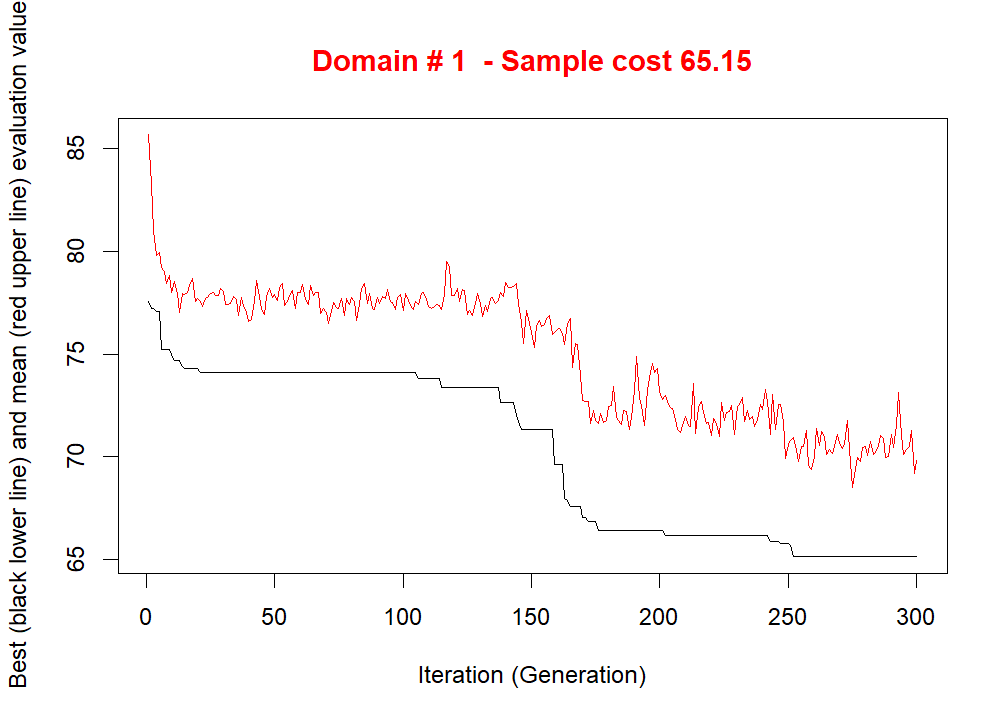 Domain # 1  - Sample cost 65.15
Best (black lower line) and mean (red upper line) evaluation value
85
80
75
70
65
0 50 100 150 200 250 300
Iteration (Generation)